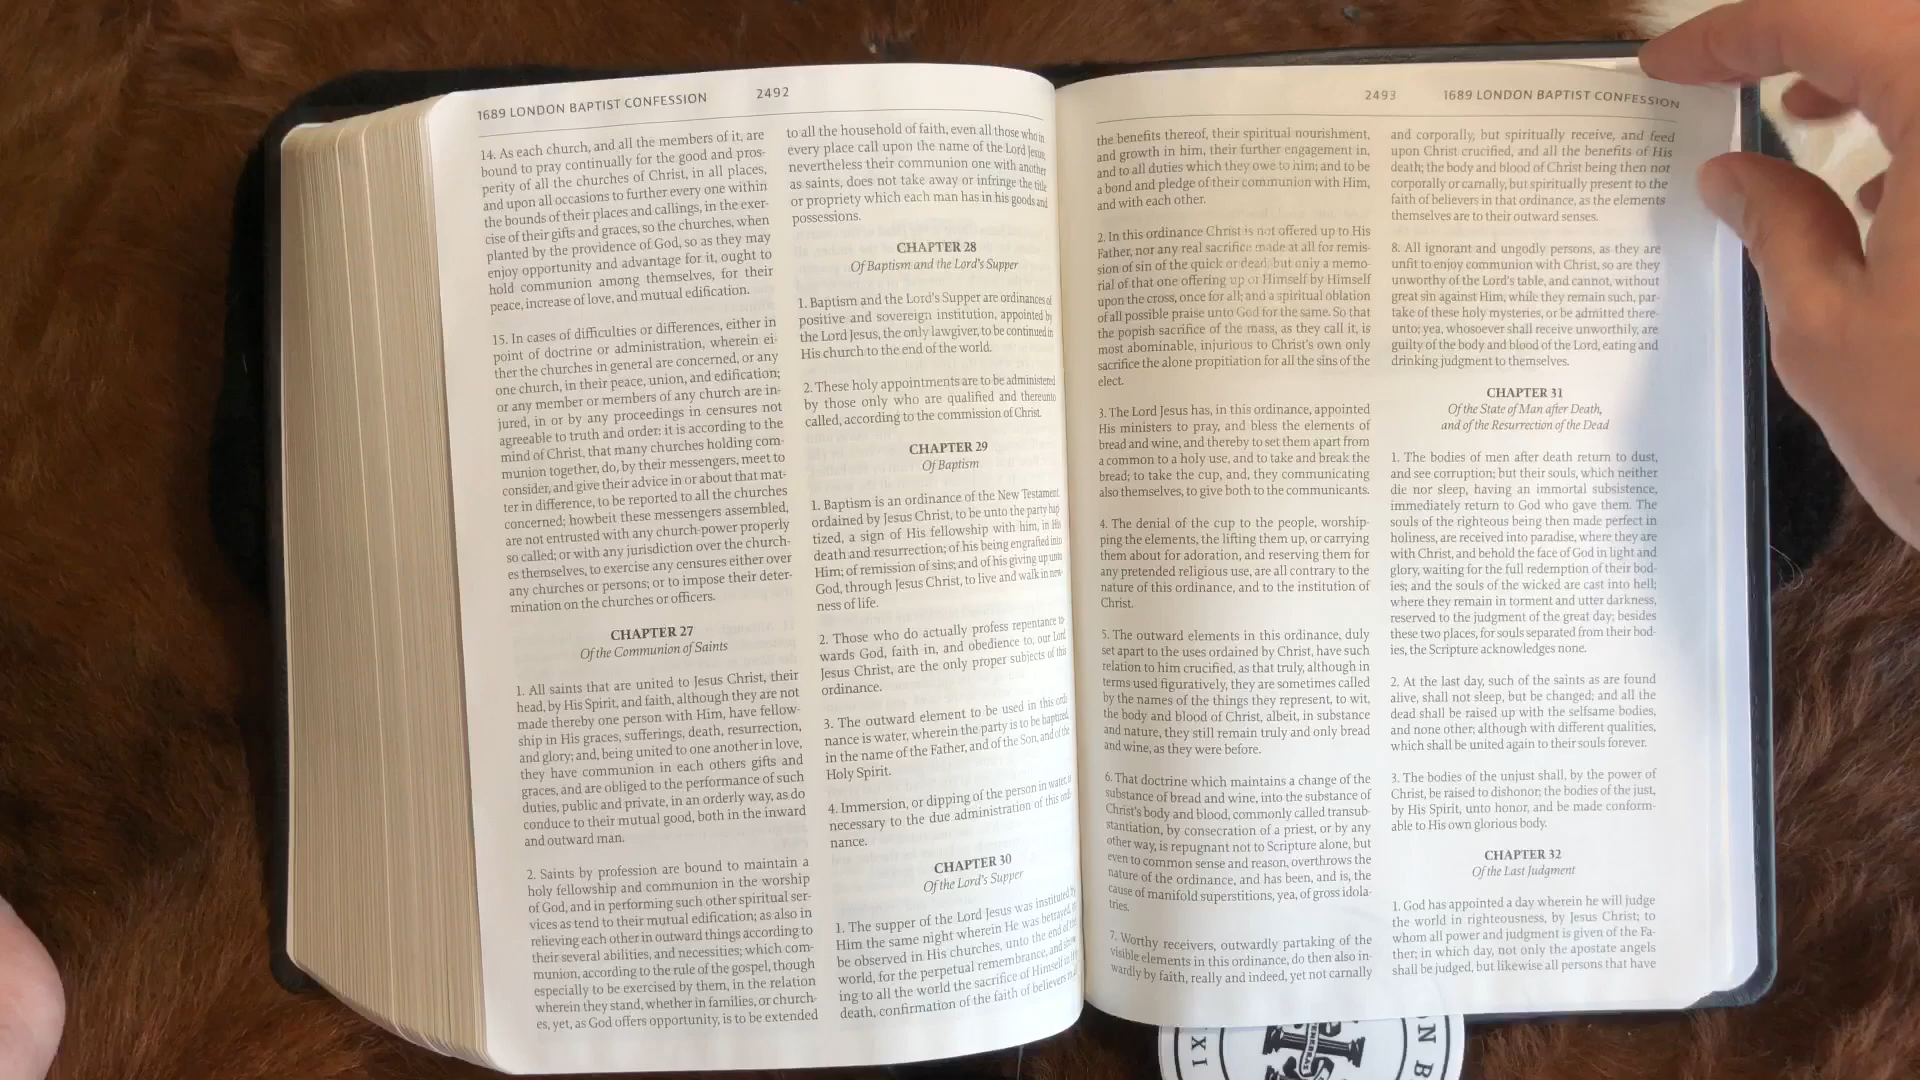 1689 LONDON BAPTIST CONFESSION 2492
14. As each church, and all the members of it, are
bound to pray continually for the good and pros-
perity of all the churches of Christ, in all places,
and upon all occasions to further every one within
the bounds of their places and callings, in the exer-
cise of their gifts and graces, so the churches, when
planted by the providence of God, so as they may
enjoy opportunity and advantage for it, ought to
hold communion among themselves, for their
peace, increase of love, and mutual edification.
15. In cases of difficulties or differences, either in
point of doctrine or administration, wherein ei-
ther the churches in general are concerned, or any
one church, in their peace, union, and edification;
or any member or members of any church are in-
jured, in or by any proceedings in censures not
agreeable to truth and order: it is according to the
mind of Christ, that many churches holding com-
munion together, do, by their messengers, meet to
consider, and give their advice in or about that mat-
ter in difference, to be reported to all the churches
concerned; howbeit these messengers assembled,
are not entrusted with any church-power properly
so called; or with any jurisdiction over the church-
es themselves, to exercise any censures either over
any churches or persons; or to impose their deter-
mination on the churches or officers.
CHAPTER 27
Of the Communion of Saints
1. All saints that are united to Jesus Christ, their
head, by His Spirit, and faith, although they are not
made thereby one person with Him, have fellow-
ship in His graces, sufferings, death, resurrection,
and glory; and, being united to one another in love,
they have communion in each others gifts and
graces, and are obliged to the performance of such
duties, public and private, in an orderly way, as do
conduce to their mutual good, both in the inward
and outward man.
2. Saints by profession are bound to maintain a
holy fellowship and communion in the worship
of God, and in performing such other spiritual ser-
vices as tend to their mutual edification; as also in
relieving each other in outward things according to
their several abilities, and necessities; which com-
munion, according to the rule of the gospel, though
especially to be exercised by them, in the relation
wherein they stand, whether in families, or church-
es, yet, as God offers opportunity, is to be extended
to all the household of faith, even all those who in
every place call upon the name of the Lord Jesus,
nevertheless their communion one with another
as saints, does not take away or infringe the title
or propriety which each man has in his goods and
possessions.
CHAPTER 28
Of Baptism and the Lord's Supper
1. Baptism and the Lord's Supper are ordinances of
positive and sovereign institution, appointed by
the Lord Jesus, the only lawgiver, to be continued in
His church to the end of the world.
2. These holy appointments are to be administered
by those only who are qualified and thereunto
called, according to the commission of Christ.
CHAPTER 29
Of Baptism
1. Baptism is an ordinance of the New Testament,
ordained by Jesus Christ, to be unto the party bap
tized, a sign of His fellowship with him, in His
death and resurrection; of his being engrafted into
Him; of remission of sins; and of his giving up unto
God, through Jesus Christ, to live and walk in new-
ness of life.
2. Those who do actually profess repentance to-
wards God, faith in, and obedience to, our Lord
Jesus Christ, are the only proper subjects of this
ordinance.
3. The outward element to be used in this ordi
nance is water, wherein the party is to be baptized,
in the name of the Father, and of the Son, and of the
Holy Spirit.
4. Immersion, or dipping of the person in water, is
necessary to the due administration of this ordi
nance.
CHAPTER 30
Of the Lord's Supper
1. The supper of the Lord Jesus was instituted by
Him the same night wherein He was betrayed, to
be observed in His churches, unto the end of the
world, for the perpetual remembrance, and show
ing to all the world the sacrifice of Himself in
death, confirmation of the faith of believers in
2493 1689 LONDON BAPTIST CONFESSION
the benefits thereof, their spiritual nourishment,
and growth in him, their further engagement in,
and to all duties which they owe to him; and to be
a bond and pledge of their communion with Him,
and with each other.
2. In this ordinance Christ is not offered up to His
Father, nor any real sacrifice made at all for remis-
sion of sin of the quick or dead, but only a memo-
rial of that one offering up of Himself by Himself
upon the cross, once for all; and a spiritual oblation
of all possible praise unto God for the same. So that
the popish sacrifice of the mass, as they call it, is
most abominable, injurious to Christ's own only
sacrifice the alone propitiation for all the sins of the
elect.
3. The Lord Jesus has, in this ordinance, appointed
His ministers to pray, and bless the elements of
bread and wine, and thereby to set them apart from
a common to a holy use, and to take and break the
bread; to take the cup, and, they communicating
also themselves, to give both to the communicants.
4. The denial of the cup to the people, worship-
ping the elements, the lifting them up, or carrying
them about for adoration, and reserving them for
any pretended religious use, are all contrary to the
nature of this ordinance, and to the institution of
Christ.
5. The outward elements in this ordinance, duly
set apart to the uses ordained by Christ, have such
relation to him crucified, as that truly, although in
terms used figuratively, they are sometimes called
by the names of the things they represent, to wit,
the body and blood of Christ, albeit, in substance
and nature, they still remain truly and only bread
and wine, as they were before.
6. That doctrine which maintains a change of the
substance of bread and wine, into the substance of
Christ's body and blood, commonly called transub-
stantiation, by consecration of a priest, or by any
other way, is repugnant not to Scripture alone, but
even to common sense and reason, overthrows the
nature of the ordinance, and has been, and is, the
cause of manifold superstitions, yea, of gross idola-
tries.
7. Worthy receivers, outwardly partaking of the
visible elements in this ordinance, do then also in-
wardly by faith, really and indeed, yet not carnally
and corporally, but spiritually receive, and feed
upon Christ crucified, and all the benefits of His
death; the body and blood of Christ being then not
corporally or carnally, but spiritually present to the
faith of believers in that ordinance, as the elements
themselves are to their outward senses.
8. All ignorant and ungodly persons, as they are
unfit to enjoy communion with Christ, so are they
unworthy of the Lord's table, and cannot, without
great sin against Him, while they remain such, par-
take of these holy mysteries, or be admitted there-
unto; yea, whosoever shall receive unworthily, are
guilty of the body and blood of the Lord, eating and
drinking judgment to themselves.
CHAPTER 31
Of the State of Man after Death,
and of the Resurrection of the Dead
1. The bodies of men after death return to dust,
and see corruption; but their souls, which neither
die nor sleep, having an immortal subsistence,
immediately return to God who gave them. The
souls of the righteous being then made perfect in
holiness, are received into paradise, where they are
with Christ, and behold the face of God in light and
glory, waiting for the full redemption of their bod-
ies; and the souls of the wicked are cast into hell;
where they remain in torment and utter darkness,
reserved to the judgment of the great day; besides
these two places, for souls separated from their bod-
ies, the Scripture acknowledges none.
2. At the last day, such of the saints as are found
alive, shall not sleep, but be changed; and all the
dead shall be raised up with the selfsame bodies,
and none other; although with different qualities,
which shall be united again to their souls forever.
3. The bodies of the unjust shall, by the power of
Christ, be raised to dishonor; the bodies of the just,
by His Spirit, unto honor, and be made conform-
able to His own glorious body.
CHAPTER 32
Of the Last Judgment
1. God has appointed a day wherein he will judge
the world in righteousness, by Jesus Christ; to
whom all power and judgment is given of the Fa-
ther; in which day, not only the apostate angels
shall be judged, but likewise all persons that have